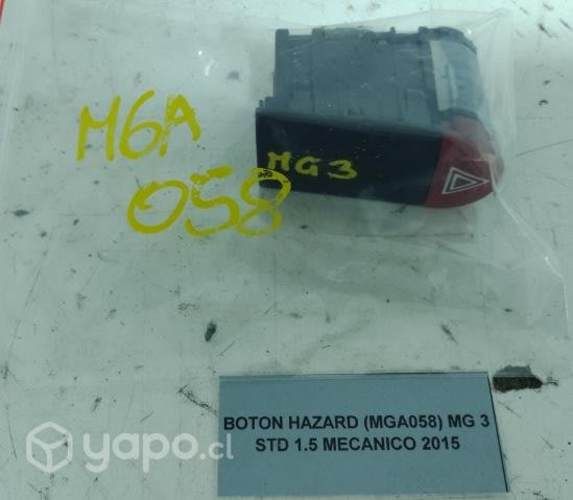 M6A
058
MG3
BOTON HAZARD (MGA058) MG 3
STD 1.5 MECANICO 2015
yapo.cl